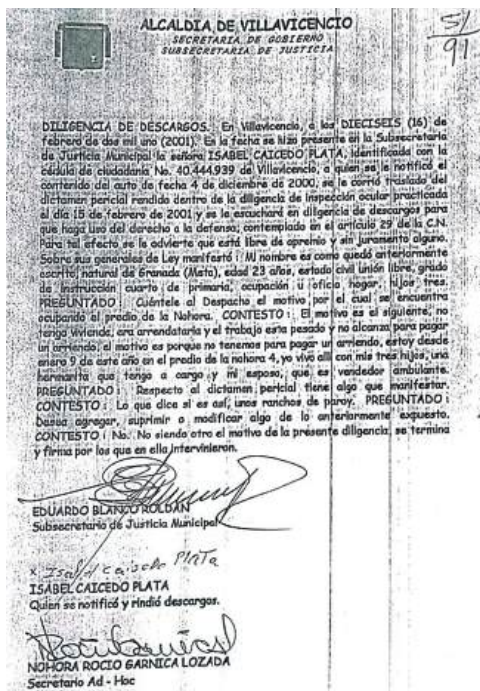 ALCALDIA DE VILLAVICENCIO
SECRETARIA DE GOBIERNO
SUBSECRETARIA DE JUSTICIA
51
91
DILIGENCIA DE DESCARGOS. En Villavicencio, a los DIECISEIS (16) de
febrero de dos mil uno (2001). En la fecha se hizo presente en la Subsecretaria
de Justicia Municipal la señora ISABEL CAICEDO PLATA, identificada con la
cédula de ciudadanía No. 40.444.939 de Villavicencio, a quien se le notificó el
contenido del auto de fecha 4 de diciembre de 2000, se le corrió traslado del
dictamen pericial rendido dentro de la diligencia de inspección ocular practicada
el día 15 de febrero de 2001 y se le escuchará en diligencia de descargos para
que haga uso del derecho a la defensa, contemplado en el artículo 29 de la C.N.
Para tal efecto se le advierte que está libre de apremio y sin juramento alguno.
Sobre sus generales de Ley manifestó : Mi nombre es como quedó anteriormente
escrito, natural de Granada (Meta), edad 23 años, estado civil unión libre, grado
de instrucción cuarto de primaria, ocupación u oficio hogar, hijos tres.
PREGUNTADO : Cuéntele al Despacho el motivo por el cual se encuentra
ocupando el predio de la Nohora. CONTESTO : El motivo es el siguiente, no
tengo Vivienda, era arrendataria y el trabajo esta pesado y no alcanza para pagar
un arriendo, el motivo es porque no tenemos para pagar un arriendo, estoy desde
enero 9 de este año en el predio de la nohora 4, yo vivo allí con mis tres hijos, una
hermanita que tengo a cargo y mi esposo, que es vendedor ambulante.
PREGUNTADO : Respecto al dictamen pericial tiene algo que manifestar.
CONTESTO : Lo que dice si es así, unos ranchos de paroy. PREGUNTADO :
Desea agregar, suprimir o modificar algo de lo anteriormente expuesto.
CONTESTO : No. No siendo otro el motivo de la presente diligencia, se termina
y firma por los que en ella intervinieron.
EDUARDO BLANCO ROLDAN
Subsecretario de Justicia Municipal
x Isabel Caicedo Plata
ISABEL CAICEDO PLATA
Quien se notificó y rindió descargos.
NOHORA ROCIO GARNICA LOZADA
Secretario Ad - Hoc